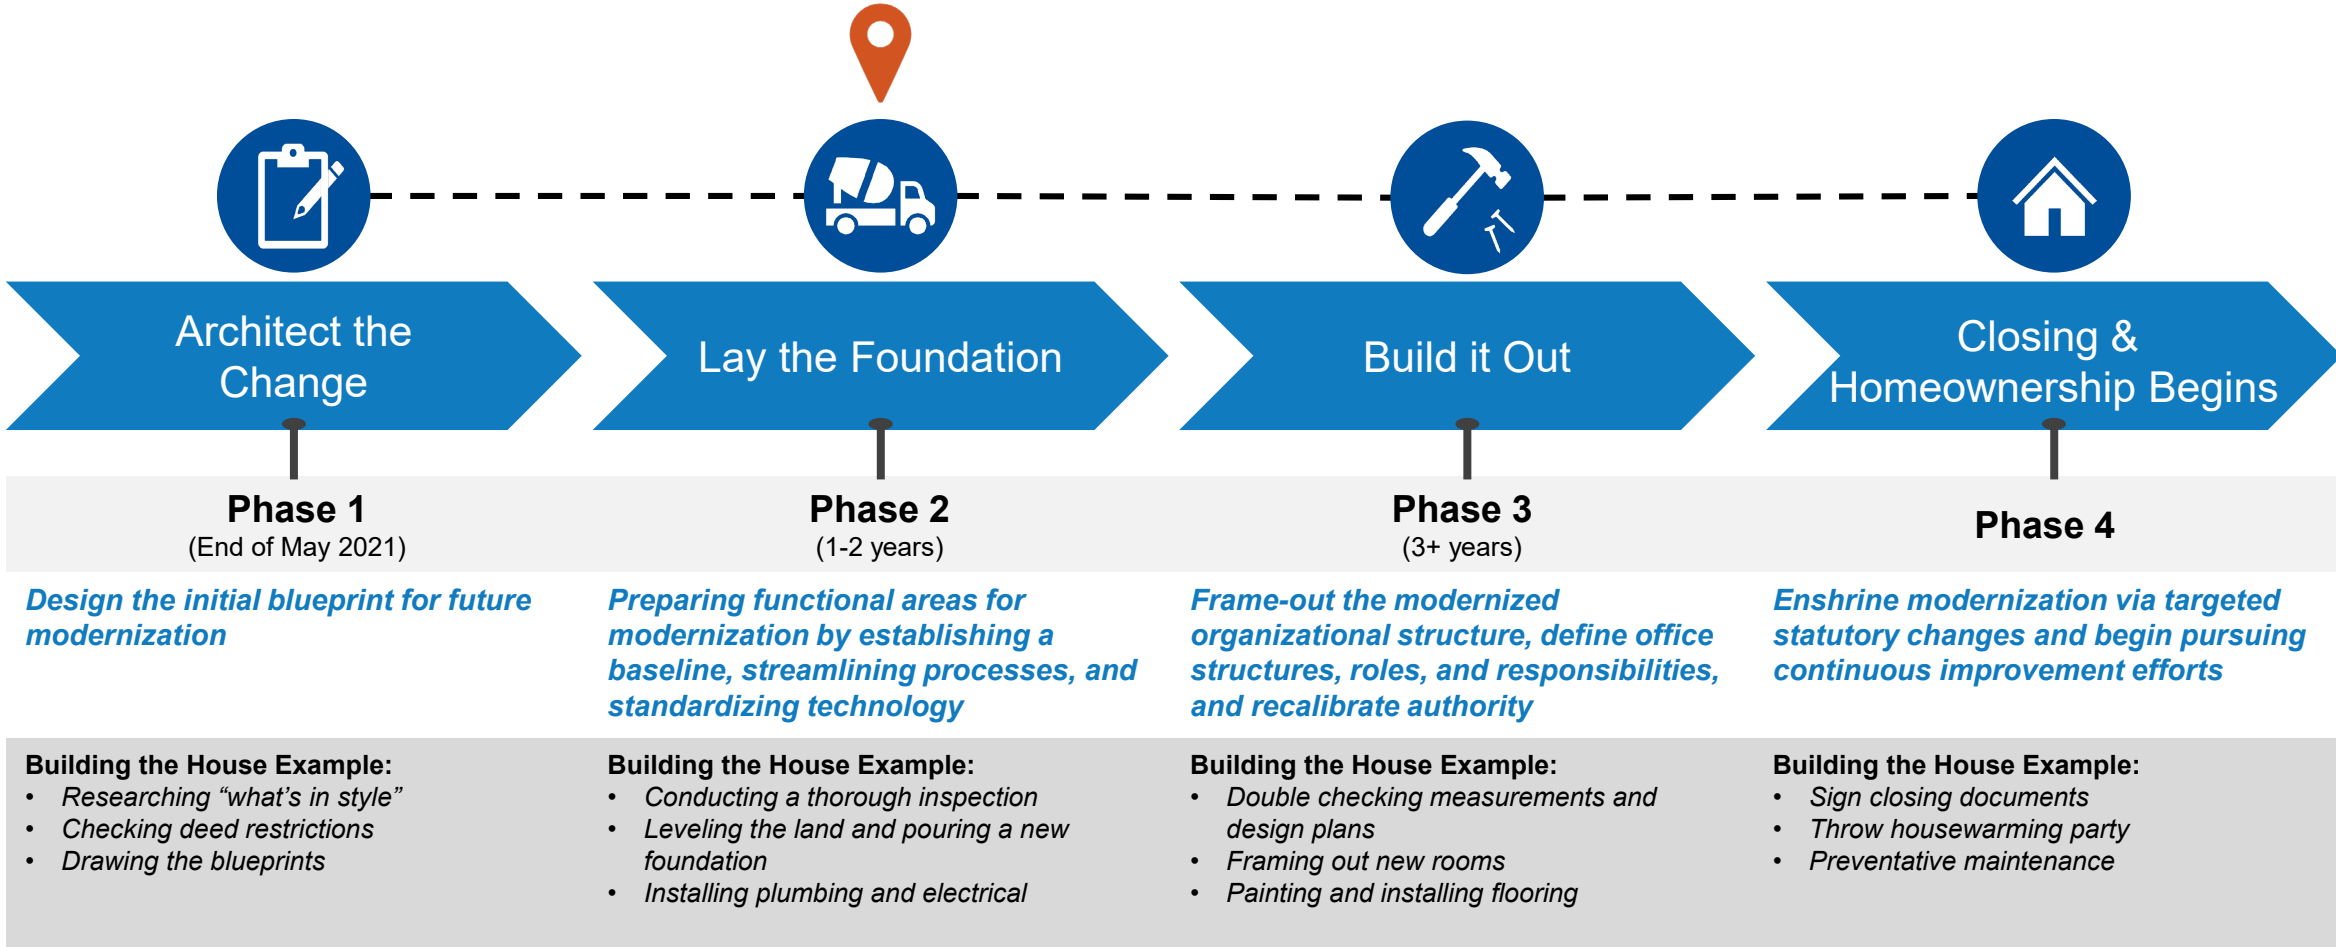 Architect the
Change
Lay the Foundation
Build it Out
Closing &
Homeownership Begins
Phase 1
(End of May 2021)
Phase 2
(1-2 years)
Phase 3
(3+ years)
Phase 4
Design the initial blueprint for future
modernization
Preparing functional areas for
modernization by establishing a
baseline, streamlining processes, and
standardizing technology
Frame-out the modernized
organizational structure, define office
structures, roles, and responsibilities,
and recalibrate authority
Enshrine modernization via targeted
statutory changes and begin pursuing
continuous improvement efforts
Building the House Example:
• Researching “what’s in style”
• Checking deed restrictions
• Drawing the blueprints
Building the House Example:
• Conducting a thorough inspection
• Leveling the land and pouring a new
foundation
• Installing plumbing and electrical
Building the House Example:
• Double checking measurements and
design plans
• Framing out new rooms
• Painting and installing flooring
Building the House Example:
• Sign closing documents
• Throw housewarming party
• Preventative maintenance